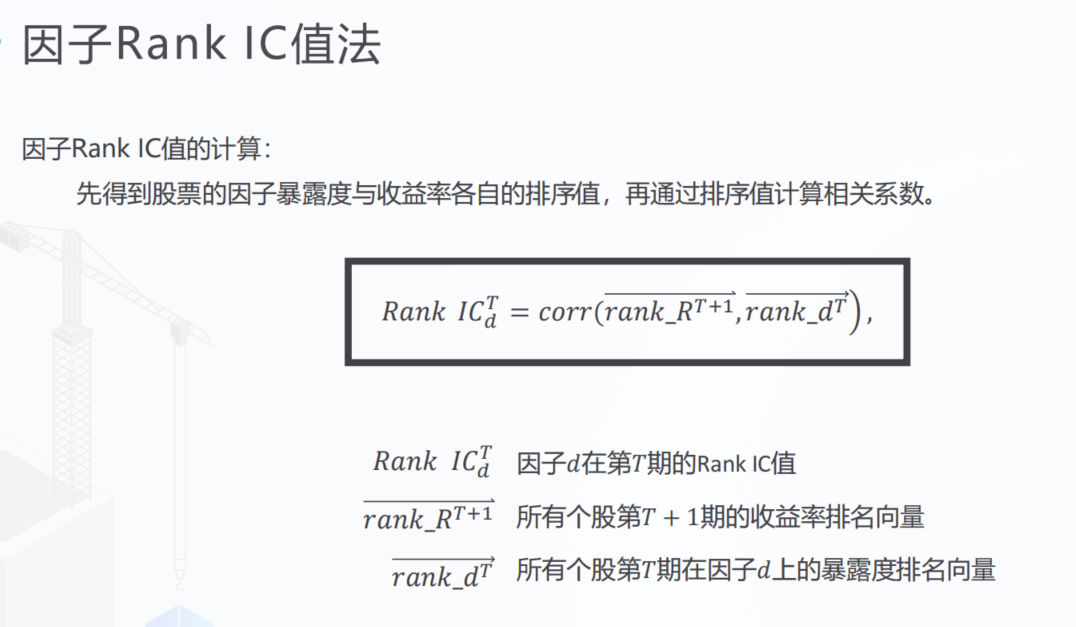 因子Rank IC值法
因子Rank IC值的计算：
先得到股票的因子暴露度与收益率各自的排序值，再通过排序值计算相关系数。
$Rank\ IC_d^T = corr(\overrightarrow{rank\_R^{T+1}}, \overrightarrow{rank\_d^T}),$
$Rank\ IC_d^T$ 因子$d$在第$T$期的Rank IC值
$\overrightarrow{rank\_R^{T+1}}$ 所有个股第$T+1$期的收益率排名向量
$\overrightarrow{rank\_d^T}$ 所有个股第$T$期在因子$d$上的暴露度排名向量